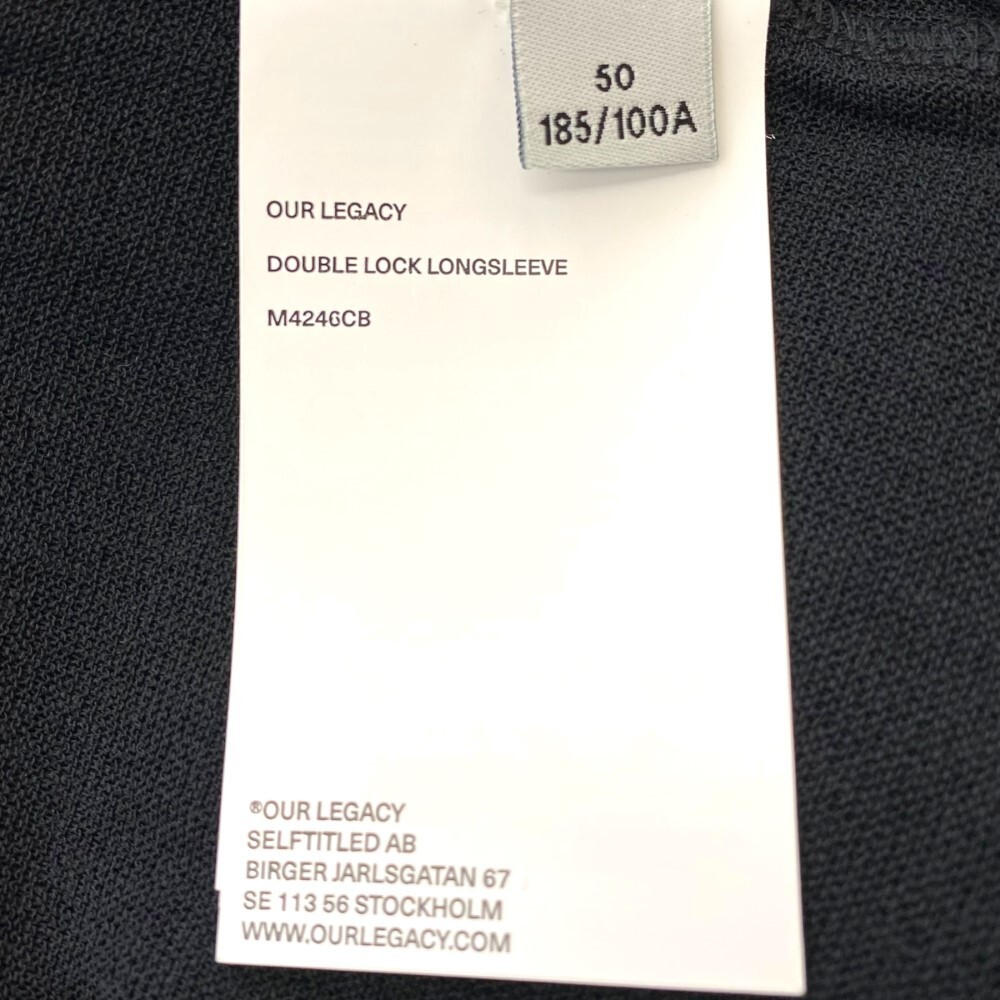 50
185/100A
OUR LEGACY
DOUBLE LOCK LONGSLEEVE
M4246CB
®OUR LEGACY
SELFTITLED AB
BIRGER JARLSGATAN 67
SE 113 56 STOCKHOLM
WWW.OURLEGACY.COM